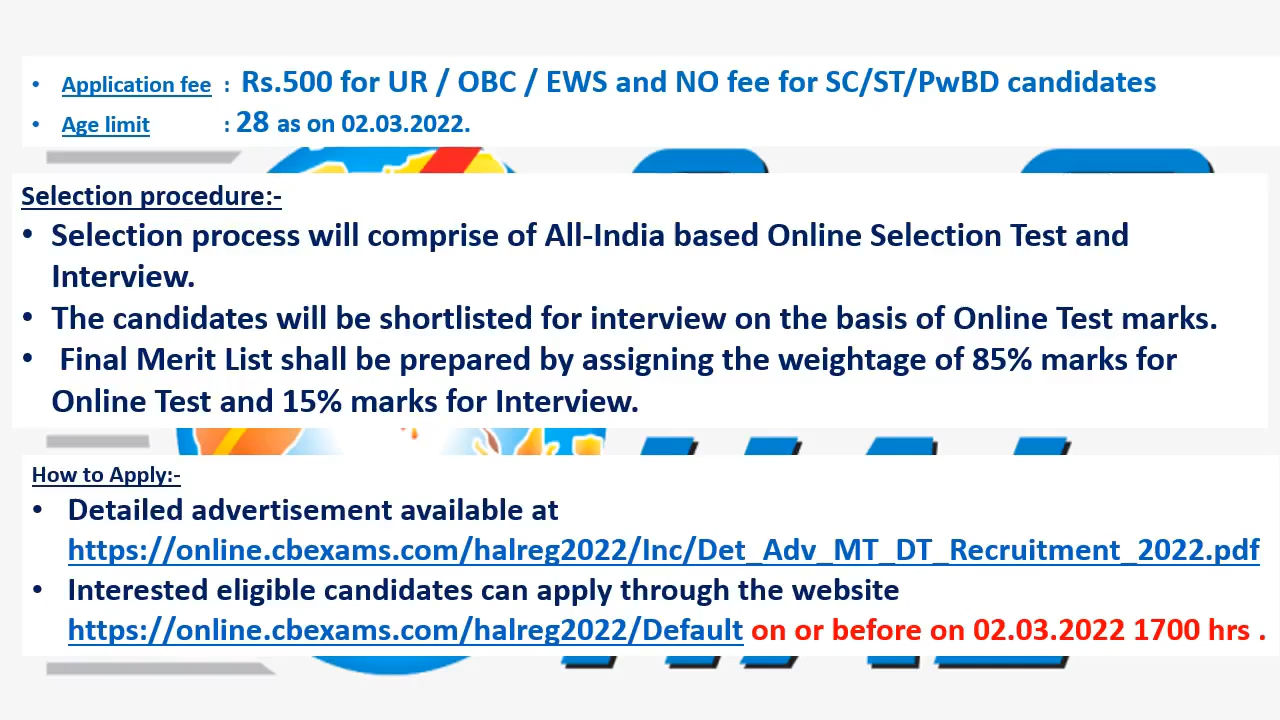 • Application fee : Rs.500 for UR / OBC / EWS and NO fee for SC/ST/PwBD candidates
• Age limit : 28 as on 02.03.2022.
Selection procedure:-
• Selection process will comprise of All-India based Online Selection Test and
Interview.
• The candidates will be shortlisted for interview on the basis of Online Test marks.
• Final Merit List shall be prepared by assigning the weightage of 85% marks for
Online Test and 15% marks for Interview.
How to Apply:-
• Detailed advertisement available at
https://online.cbexams.com/halreg2022/Inc/Det_Adv_MT_DT_Recruitment_2022.pdf
• Interested eligible candidates can apply through the website
https://online.cbexams.com/halreg2022/Default on or before on 02.03.2022 1700 hrs .